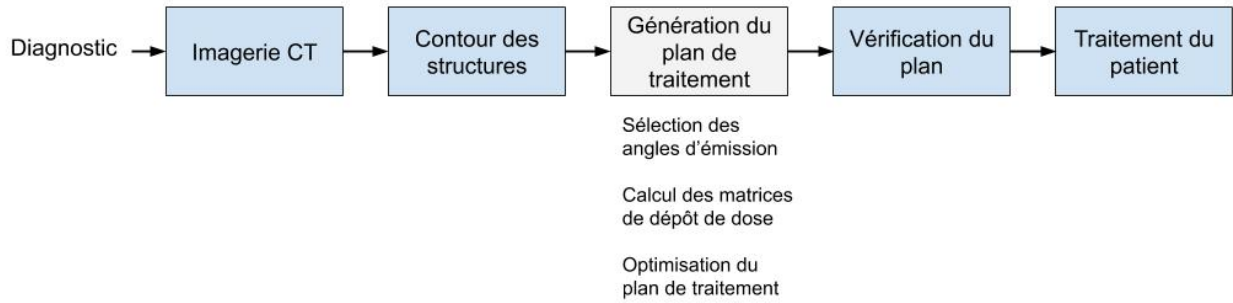 Diagnostic
Imagerie CT
Contour des
structures
Génération du
plan de
traitement
Vérification du
plan
Traitement du
patient
Sélection des
angles d'émission
Calcul des matrices
de dépôt de dose
Optimisation du
plan de traitement